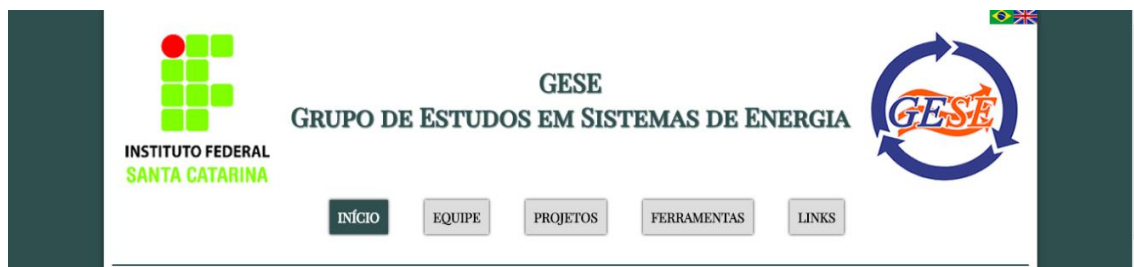 GESE
GRUPO DE ESTUDOS EM SISTEMAS DE ENERGIA
INSTITUTO FEDERAL
SANTA CATARINA
GESE
INÍCIO EQUIPE PROJETOS FERRAMENTAS LINKS